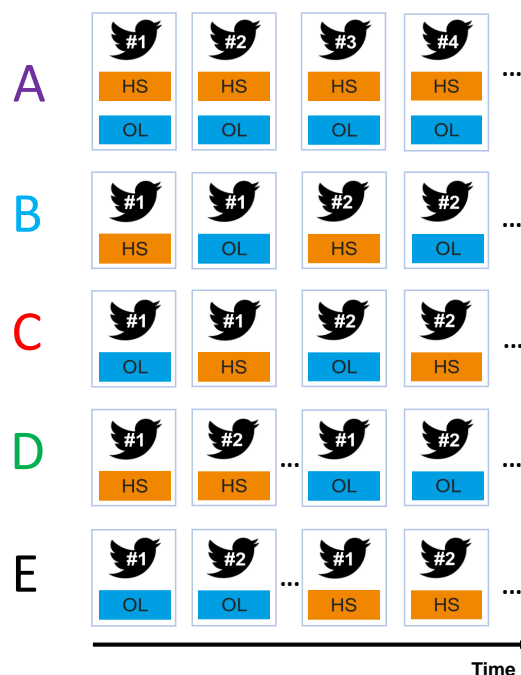 A
#1 #2 #3 #4
HS HS HS HS ...
OL OL OL OL
B
#1 #1 #2 #2
HS OL HS OL ...
C
#1 #1 #2 #2
OL HS OL HS ...
D
#1 #2 ... #1 #2 ...
HS HS OL OL
E
#1 #2 ... #1 #2 ...
OL OL HS HS
Time